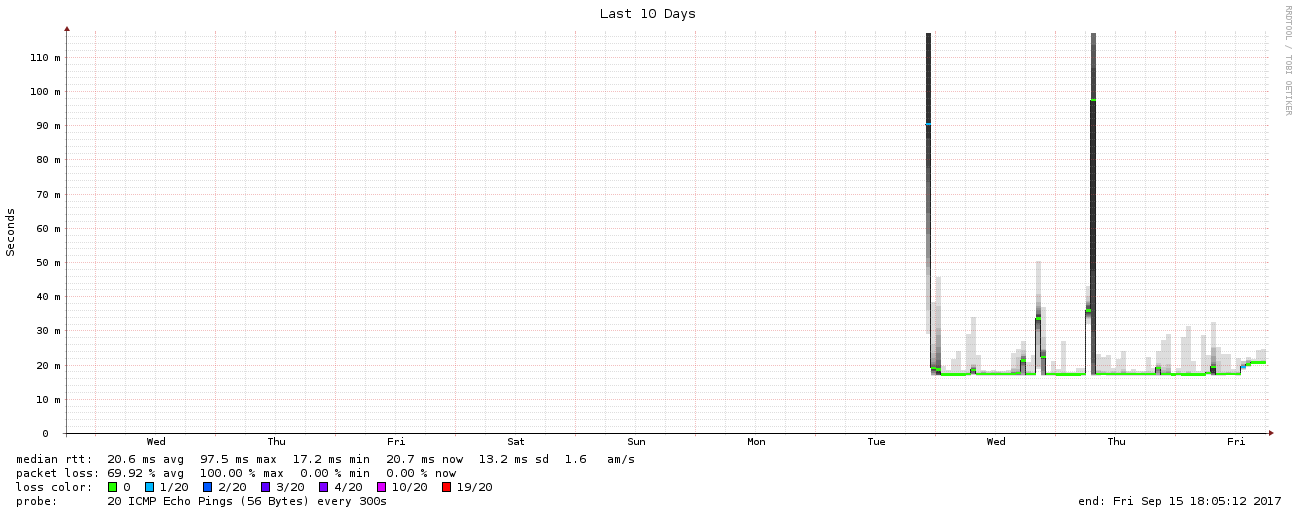 Last 10 Days
RRDTOOL / TOBI OETIKER
Seconds
110 m
100 m
90 m
80 m
70 m
60 m
50 m
40 m
30 m
20 m
10 m
0
Wed Thu Fri Sat Sun Mon Tue Wed Thu Fri
median rtt: 20.6 ms avg 97.5 ms max 17.2 ms min 20.7 ms now 13.2 ms sd 1.6 am/s
packet loss: 69.92 % avg 100.00 % max 0.00 % min 0.00 % now
loss color: 0 1/20 2/20 3/20 4/20 10/20 19/20
probe: 20 ICMP Echo Pings (56 Bytes) every 300s end: Fri Sep 15 18:05:12 2017